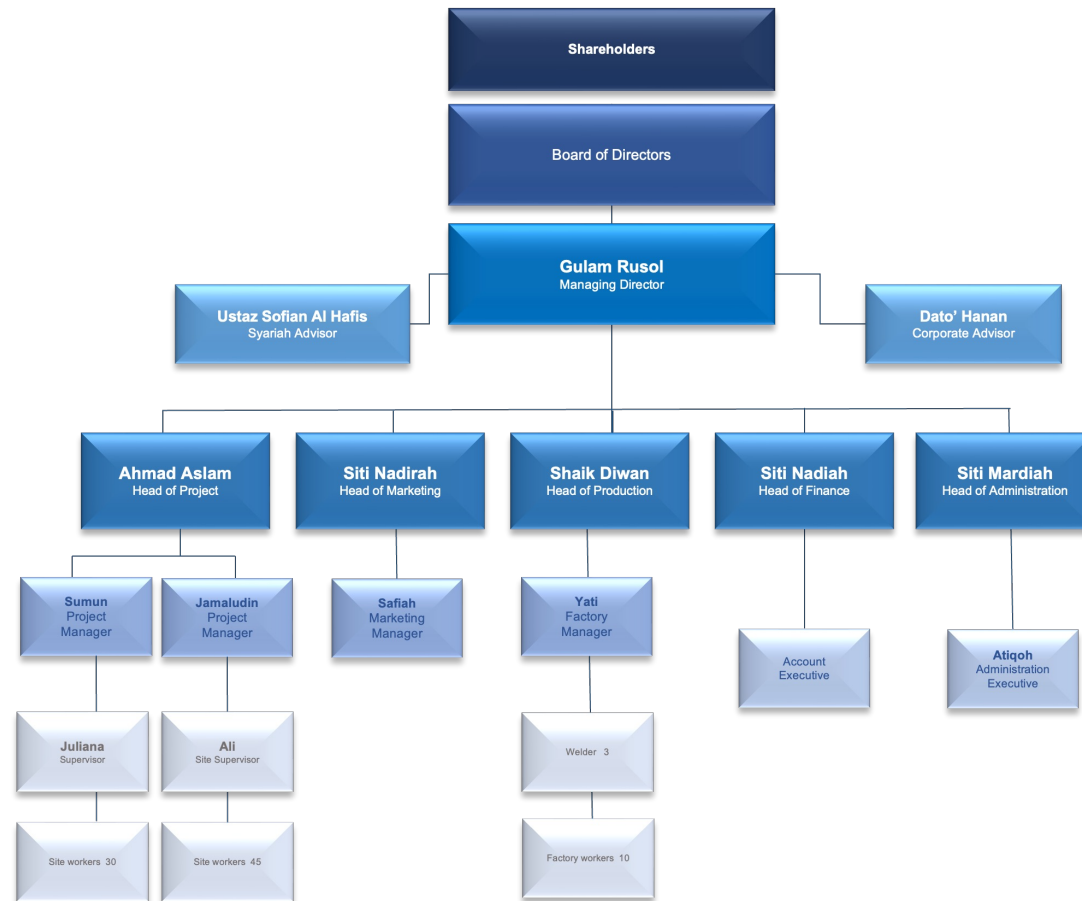 Shareholders
Board of Directors
Gulam Rusol
Managing Director
Ustaz Sofian Al Hafis
Syariah Advisor
Dato' Hanan
Corporate Advisor
Ahmad Aslam
Head of Project
Siti Nadirah
Head of Marketing
Shaik Diwan
Head of Production
Siti Nadiah
Head of Finance
Siti Mardiah
Head of Administration
Sumun
Project
Manager
Jamaludin
Project
Manager
Safiah
Marketing
Manager
Yati
Factory
Manager
Account
Executive
Atiqoh
Administration
Executive
Juliana
Supervisor
Ali
Site Supervisor
Welder 3
Site workers 30
Site workers 45
Factory workers 10